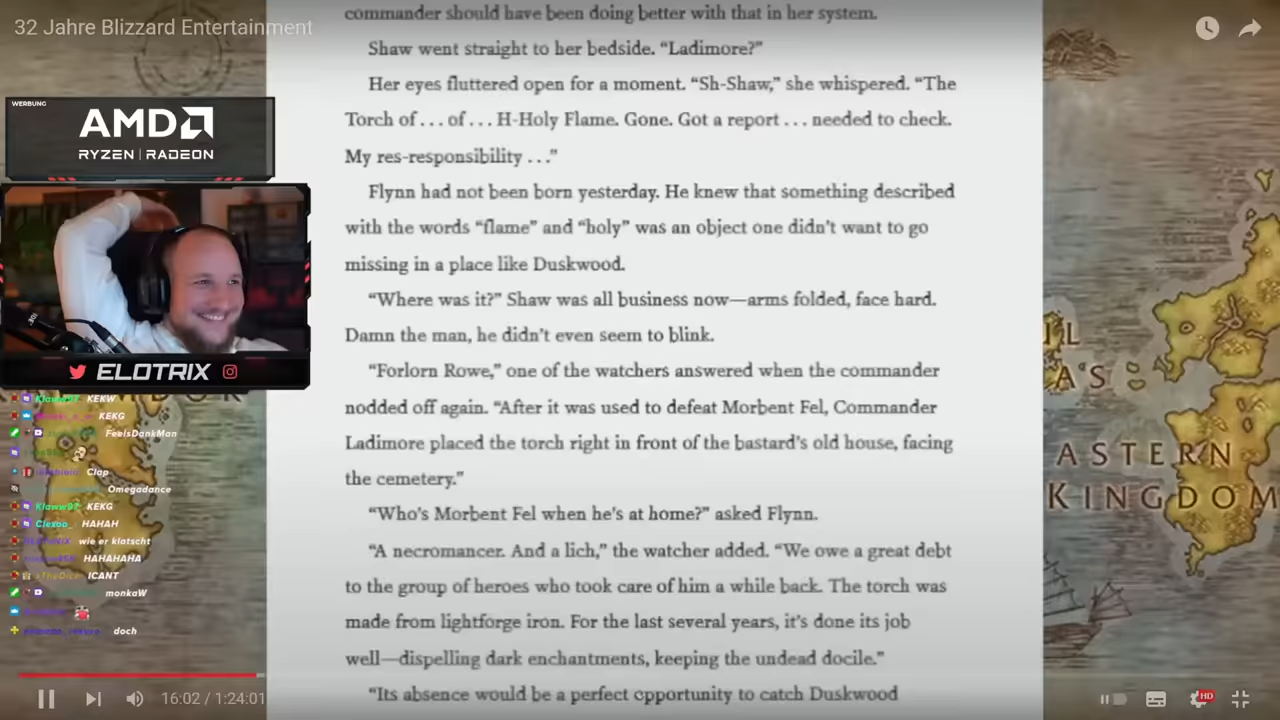 32 Jahre Blizzard Entertainment
commander should have been doing better with that in her system.
Shaw went straight to her bedside. “Ladimore?”
Her eyes fluttered open for a moment. “Sh-Shaw,” she whispered. “The
Torch of . . . of . . . H-Holy Flame. Gone. Got a report . . . needed to check.
My res-responsibility . . .”
Flynn had not been born yesterday. He knew that something described
with the words “flame” and “holy” was an object one didn’t want to go
missing in a place like Duskwood.
“Where was it?” Shaw was all business now—arms folded, face hard.
Damn the man, he didn’t even seem to blink.
“Forlorn Rowe,” one of the watchers answered when the commander
nodded off again. “After it was used to defeat Morbent Fel, Commander
Ladimore placed the torch right in front of the bastard’s old house, facing
the cemetery.”
“Who’s Morbent Fel when he’s at home?” asked Flynn.
“A necromancer. And a lich,” the watcher added. “We owe a great debt
to the group of heroes who took care of him a while back. The torch was
made from lightforge iron. For the last several years, it’s done its job
well—dispelling dark enchantments, keeping the undead docile.”
“Its absence would be a perfect opportunity to catch Duskwood
WERBUNG
AMD
RYZEN | RADEON
ELOTRIX
Klaww97: KEKW
KEKG
FeelsDankMan
Clap
Omegadance
Klaww97: KEKG
Clexoo_ HAHAH
wie er klatscht
HAHAHAHA
ICANT
monkaW
doch
EASTERN
KINGDOM
16:02 / 1:24:01
HD